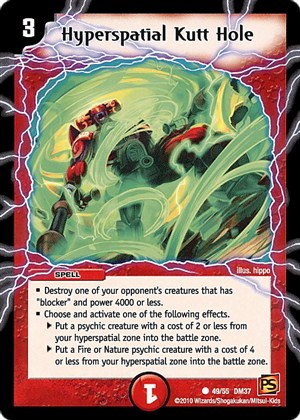 3
Hyperspatial Kutt Hole
illus. hippo
SPELL
■ Destroy one of your opponent's creatures that has
"blocker" and power 4000 or less.
■ Choose and activate one of the following effects.
▶ Put a psychic creature with a cost of 2 or less from
your hyperspatial zone into the battle zone.
▶ Put a Fire or Nature psychic creature with a cost of 4
or less from your hyperspatial zone into the battle zone.
1
● 49/55 DM37
©2010 Wizards/Shogakukan/Mitsui-Kids
PS